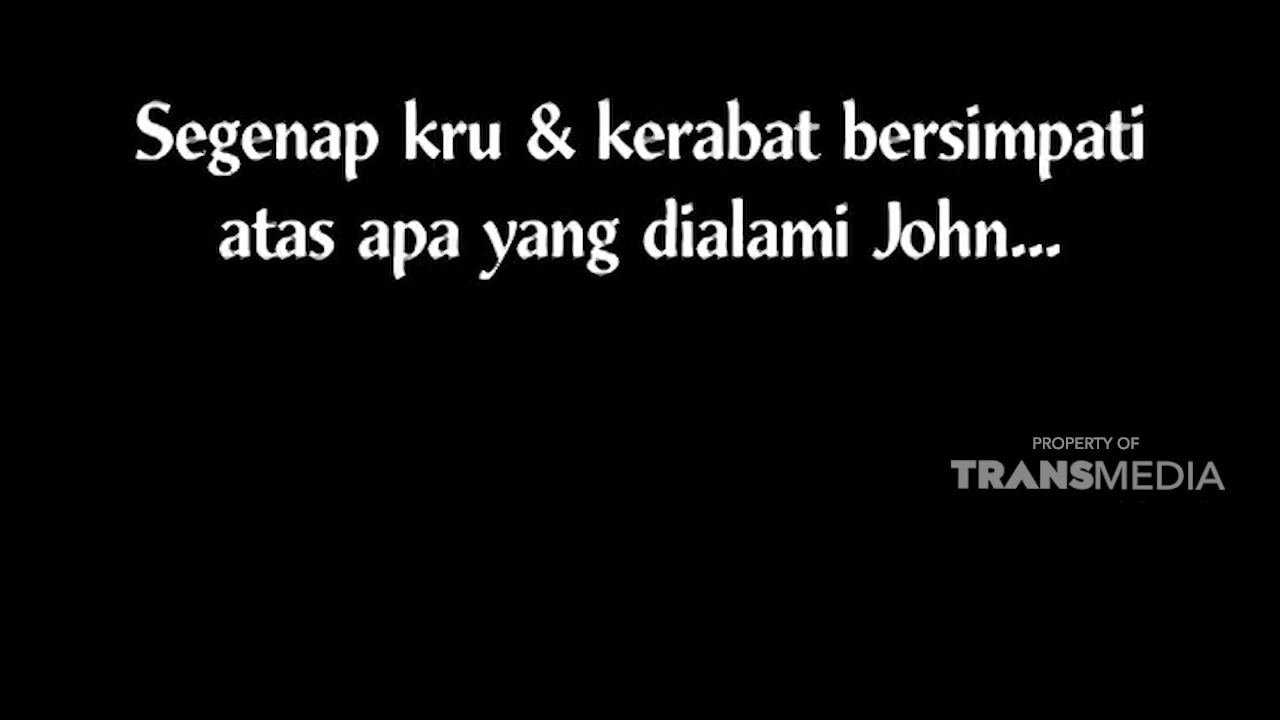 Segenap kru & kerabat bersimpati
atas apa yang dialami John...
PROPERTY OF
TRANSMEDIA